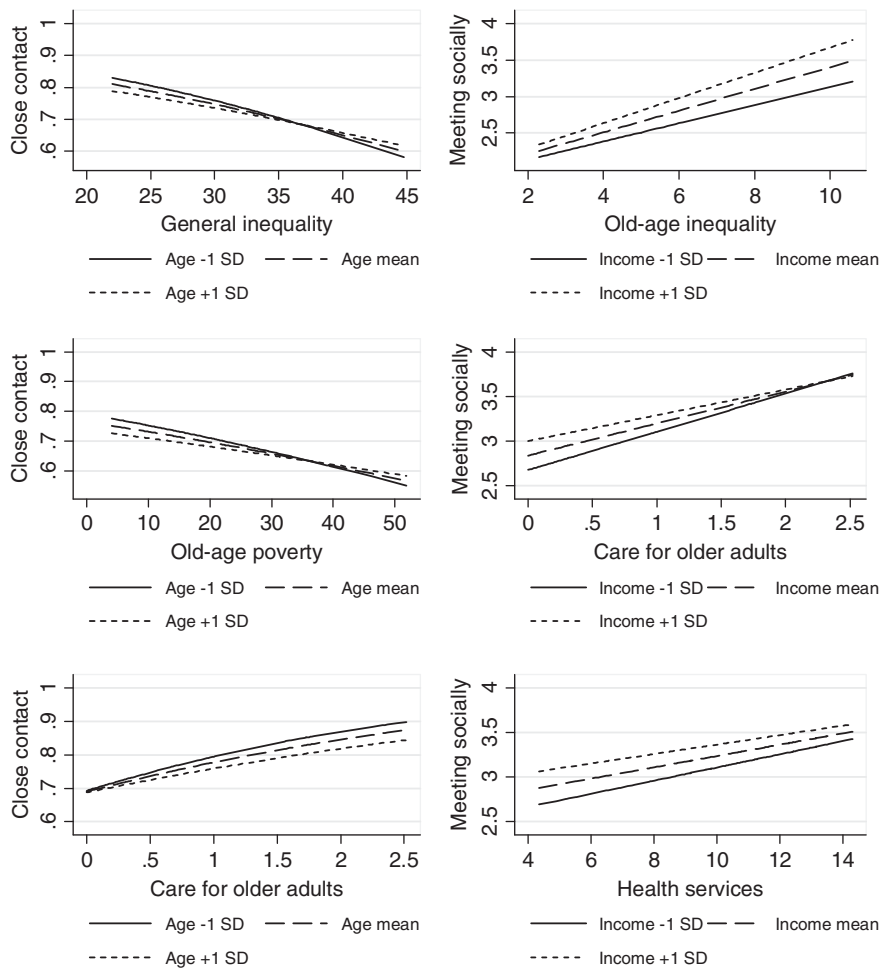 Close contact
1
.9
.8
.7
.6
20 25 30 35 40 45
General inequality
Age -1 SD Age mean
Age +1 SD
Meeting socially
4
3.5
3
2.5
2 4 6 8 10
Old-age inequality
Income -1 SD Income mean
Income +1 SD
Close contact
1
.9
.8
.7
.6
0 10 20 30 40 50
Old-age poverty
Age -1 SD Age mean
Age +1 SD
Meeting socially
4
3.5
3
2.5
0 .5 1 1.5 2 2.5
Care for older adults
Income -1 SD Income mean
Income +1 SD
Close contact
1
.9
.8
.7
.6
0 .5 1 1.5 2 2.5
Care for older adults
Age -1 SD Age mean
Age +1 SD
Meeting socially
4
3.5
3
2.5
4 6 8 10 12 14
Health services
Income -1 SD Income mean
Income +1 SD